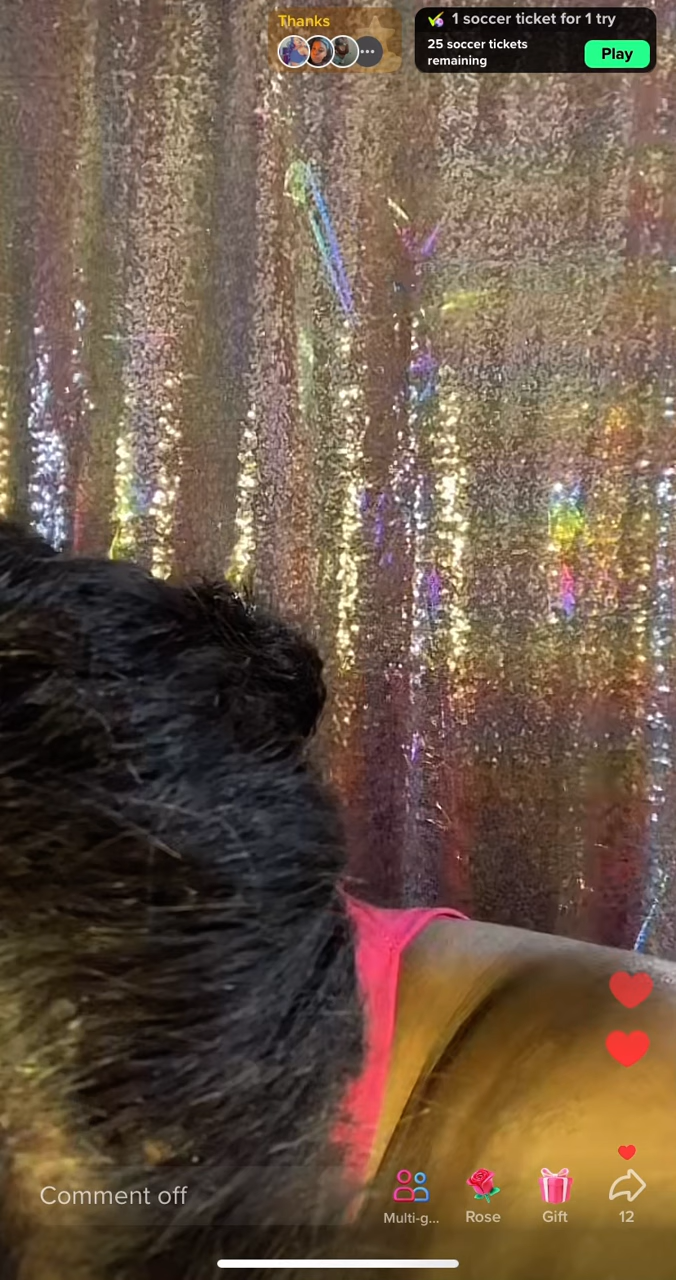 Thanks
1 soccer ticket for 1 try
25 soccer tickets
remaining
Play
Comment off
Multi-g...
Rose
Gift
12